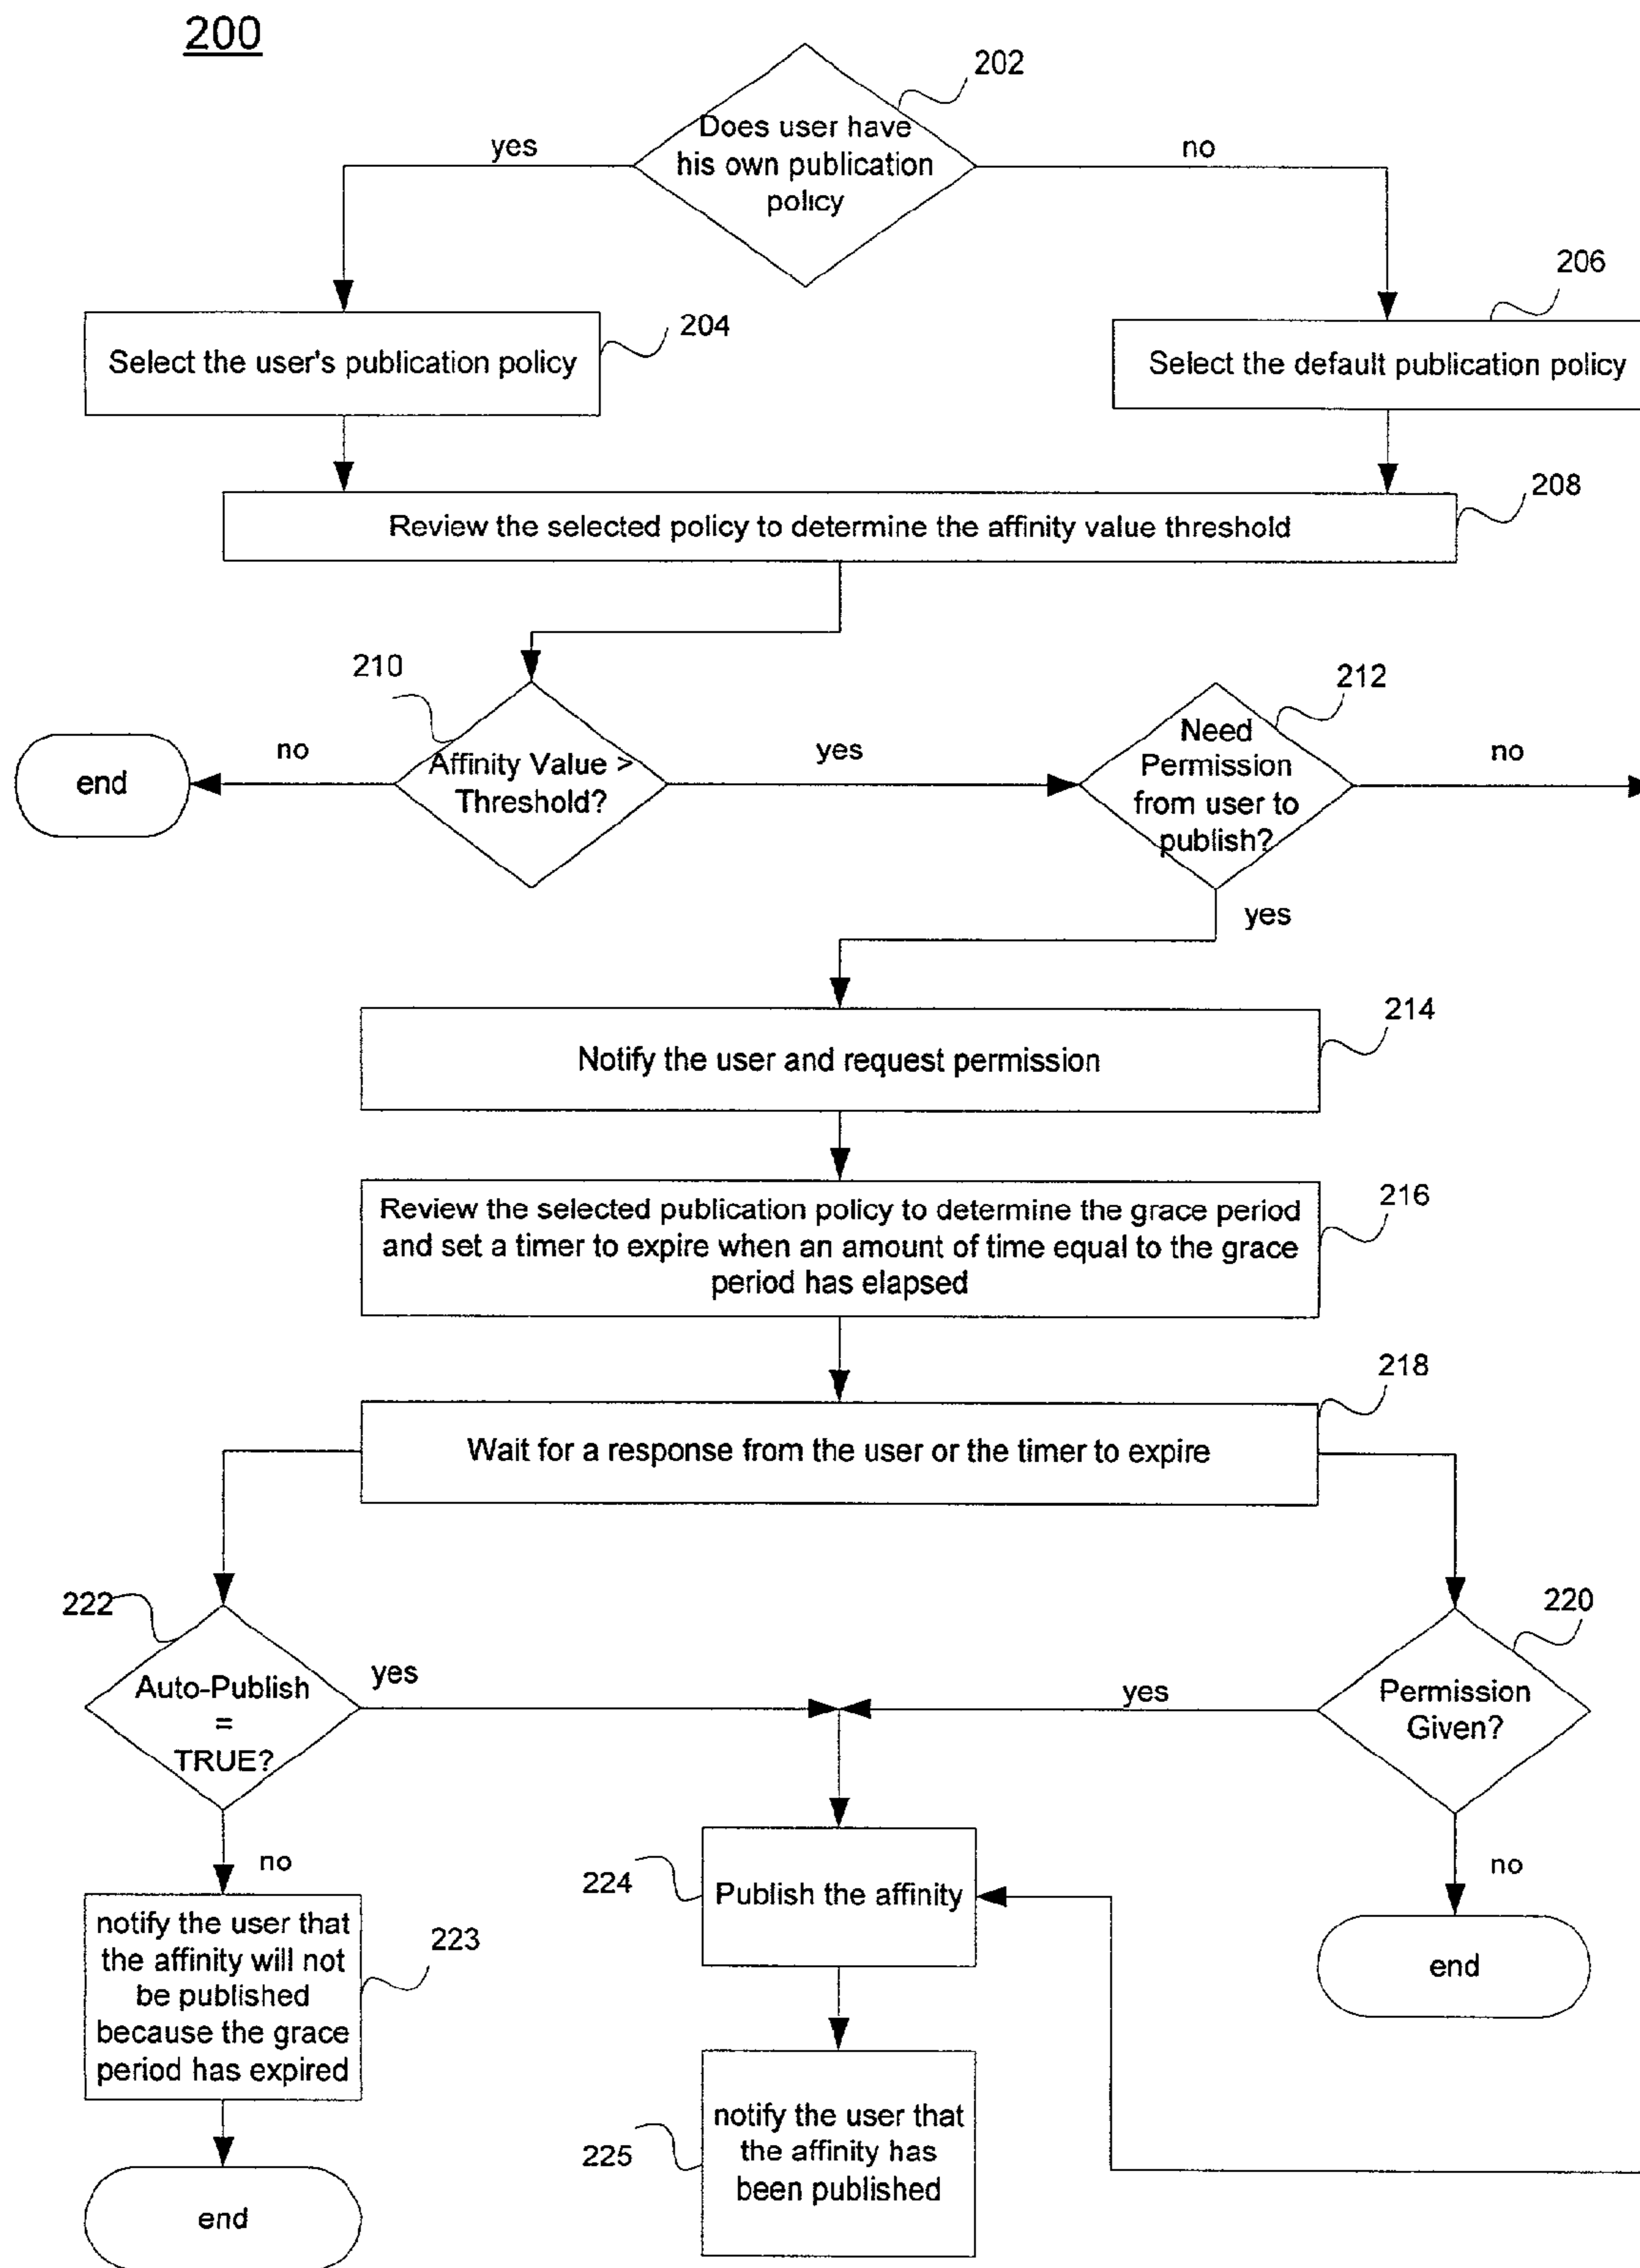 200
202
Does user have
his own publication
policy
yes
no
206
204
Select the user's publication policy
Select the default publication policy
208
Review the selected policy to determine the affinity value threshold
210
212
no
Affinity Value >
Threshold?
yes
Need
Permission
from user to
publish?
no
end
yes
214
Notify the user and request permission
216
Review the selected publication policy to determine the grace period
and set a timer to expire when an amount of time equal to the grace
period has elapsed
218
Wait for a response from the user or the timer to expire
222
220
Auto-Publish
=
TRUE?
yes
yes
Permission
Given?
no
224
Publish the affinity
no
notify the user that
the affinity will not
be published
because the grace
period has expired
223
end
225
notify the user that
the affinity has
been published
end